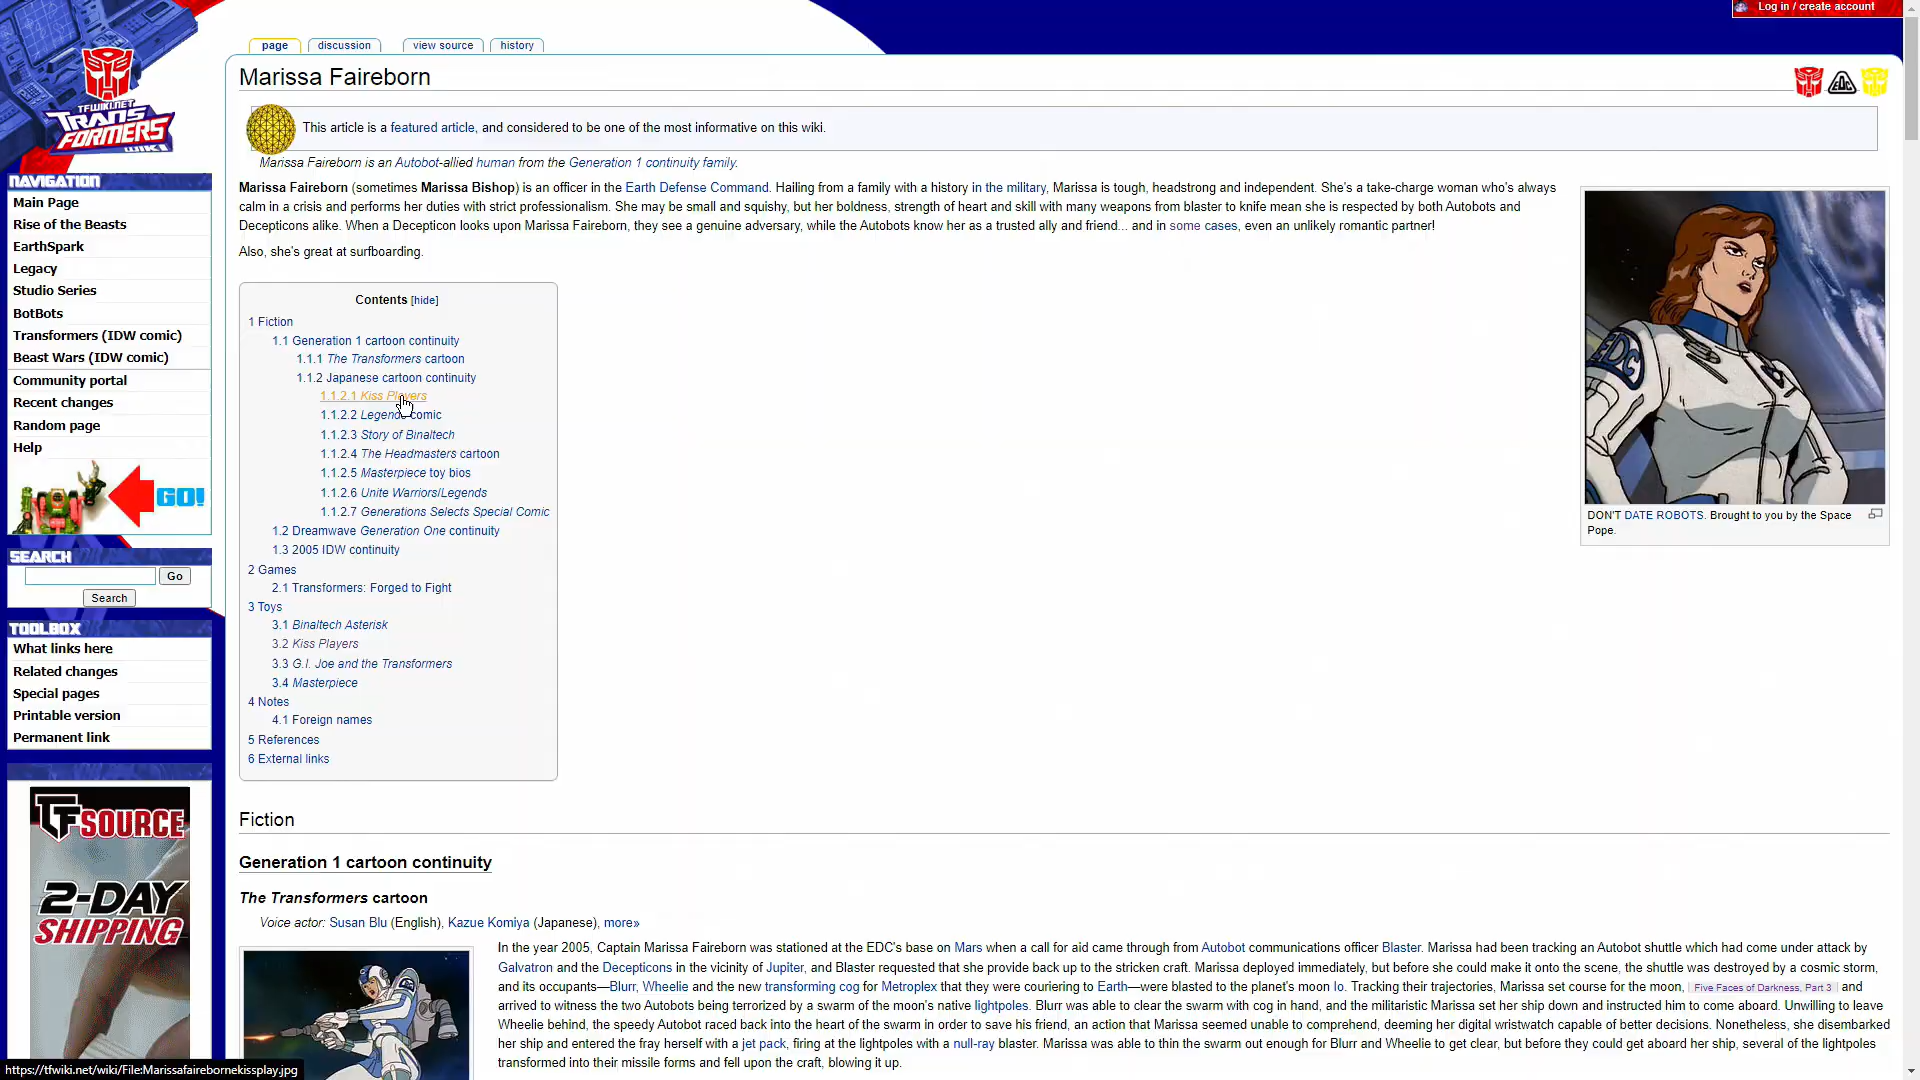 Log in / create account
page
discussion
view source
history
Marissa Faireborn
EDC
This article is a featured article, and considered to be one of the most informative on this wiki.
Marissa Faireborn is an Autobot-allied human from the Generation 1 continuity family.
Marissa Faireborn (sometimes Marissa Bishop) is an officer in the Earth Defense Command. Hailing from a family with a history in the military, Marissa is tough, headstrong and independent. She's a take-charge woman who's always
calm in a crisis and performs her duties with strict professionalism. She may be small and squishy, but her boldness, strength of heart and skill with many weapons from blaster to knife mean she is respected by both Autobots and
Decepticons alike. When a Decepticon looks upon Marissa Faireborn, they see a genuine adversary, while the Autobots know her as a trusted ally and friend... and in some cases, even an unlikely romantic partner!
Also, she's great at surfboarding.
EDC
DON'T DATE ROBOTS. Brought to you by the Space
Pope.
Contents [hide]
1 Fiction
1.1 Generation 1 cartoon continuity
1.1.1 The Transformers cartoon
1.1.2 Japanese cartoon continuity
1.1.2.1 Kiss Players
1.1.2.2 Legends comic
1.1.2.3 Story of Binaltech
1.1.2.4 The Headmasters cartoon
1.1.2.5 Masterpiece toy bios
1.1.2.6 Unite Warriors/Legends
1.1.2.7 Generations Selects Special Comic
1.2 Dreamwave Generation One continuity
1.3 2005 IDW continuity
2 Games
2.1 Transformers: Forged to Fight
3 Toys
3.1 Binaltech Asterisk
3.2 Kiss Players
3.3 G.I. Joe and the Transformers
3.4 Masterpiece
4 Notes
4.1 Foreign names
5 References
6 External links
Fiction
Generation 1 cartoon continuity
The Transformers cartoon
Voice actor: Susan Blu (English), Kazue Komiya (Japanese), more»
In the year 2005, Captain Marissa Faireborn was stationed at the EDC's base on Mars when a call for aid came through from Autobot communications officer Blaster. Marissa had been tracking an Autobot shuttle which had come under attack by
Galvatron and the Decepticons in the vicinity of Jupiter, and Blaster requested that she provide back up to the stricken craft. Marissa deployed immediately, but before she could make it onto the scene, the shuttle was destroyed by a cosmic storm,
and its occupants—Blurr, Wheelie and the new transforming cog for Metroplex that they were couriering to Earth—were blasted to the planet's moon Io. Tracking their trajectories, Marissa set course for the moon, Five Faces of Darkness, Part 3 and
arrived to witness the two Autobots being terrorized by a swarm of the moon's native lightpoles. Blurr was able to clear the swarm with cog in hand, and the militaristic Marissa set her ship down and instructed him to come aboard. Unwilling to leave
Wheelie behind, the speedy Autobot raced back into the heart of the swarm in order to save his friend, an action that Marissa seemed unable to comprehend, deeming her digital wristwatch capable of better decisions. Nonetheless, she disembarked
her ship and entered the fray herself with a jet pack, firing at the lightpoles with a null-ray blaster. Marissa was able to thin the swarm out enough for Blurr and Wheelie to get clear, but before they could get aboard her ship, several of the lightpoles
transformed into their missile forms and fell upon the craft, blowing it up.
TFWIKI.NET
TRANSFORMERS
WIKI
NAVIGATION
Main Page
Rise of the Beasts
EarthSpark
Legacy
Studio Series
BotBots
Transformers (IDW comic)
Beast Wars (IDW comic)
Community portal
Recent changes
Random page
Help
GO!
SEARCH
Go
Search
TOOLBOX
What links here
Related changes
Special pages
Printable version
Permanent link
TFSOURCE
2-DAY
SHIPPING
https://tfwiki.net/wiki/File:Marissafairebornekissplay.jpg